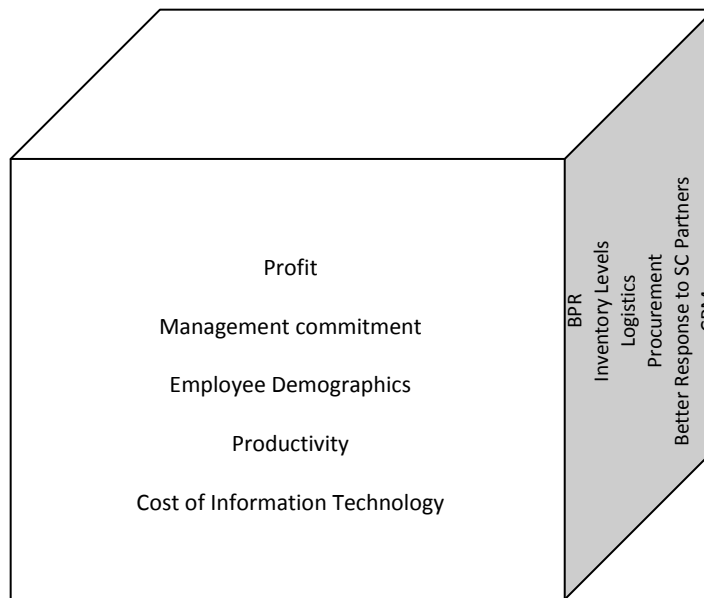 Profit
Management commitment
Employee Demographics
Productivity
Cost of Information Technology
BPR
Inventory Levels
Logistics
Procurement
Better Response to SC Partners